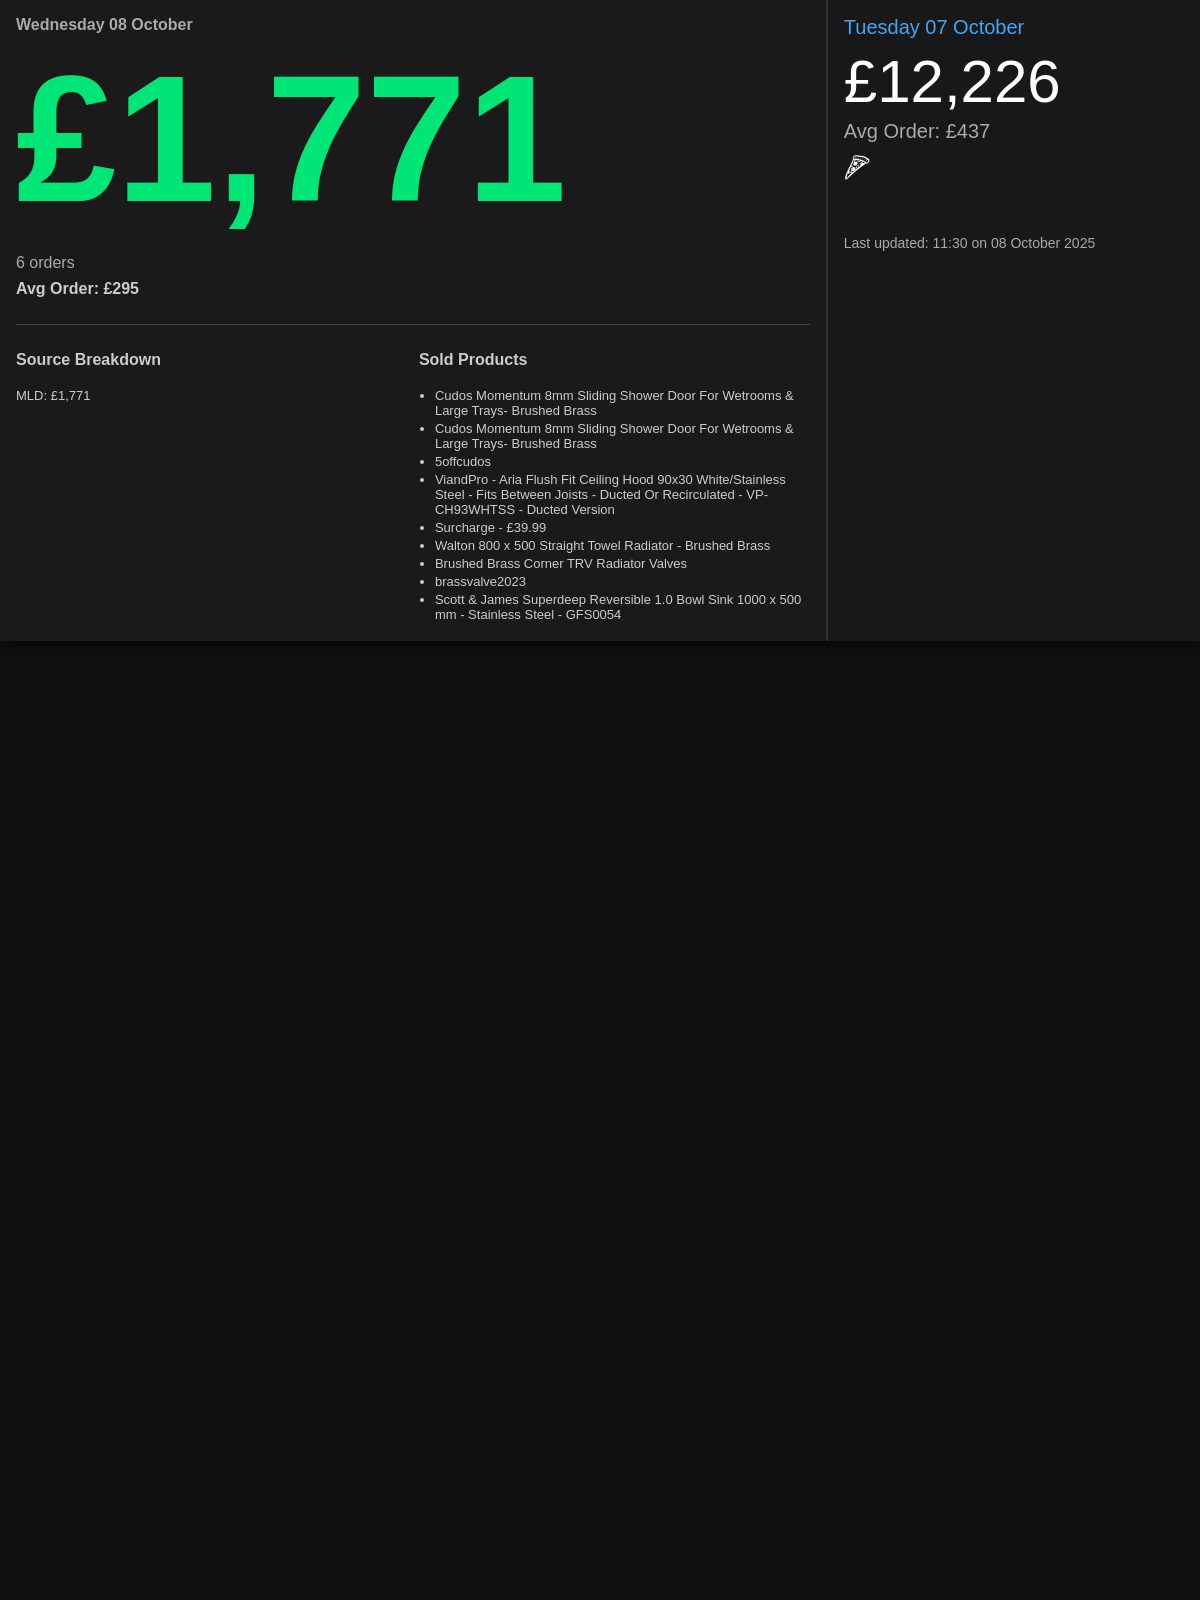 Wednesday 08 October
£1,771
6 orders
Avg Order: £295
Source Breakdown
MLD: £1,771
Sold Products
• Cudos Momentum 8mm Sliding Shower Door For Wetrooms &
Large Trays- Brushed Brass
• Cudos Momentum 8mm Sliding Shower Door For Wetrooms &
Large Trays- Brushed Brass
• 5offcudos
• ViandPro - Aria Flush Fit Ceiling Hood 90x30 White/Stainless
Steel - Fits Between Joists - Ducted Or Recirculated - VP-
CH93WHTSS - Ducted Version
• Surcharge - £39.99
• Walton 800 x 500 Straight Towel Radiator - Brushed Brass
• Brushed Brass Corner TRV Radiator Valves
• brassvalve2023
• Scott & James Superdeep Reversible 1.0 Bowl Sink 1000 x 500
mm - Stainless Steel - GFS0054
Tuesday 07 October
£12,226
Avg Order: £437
Last updated: 11:30 on 08 October 2025